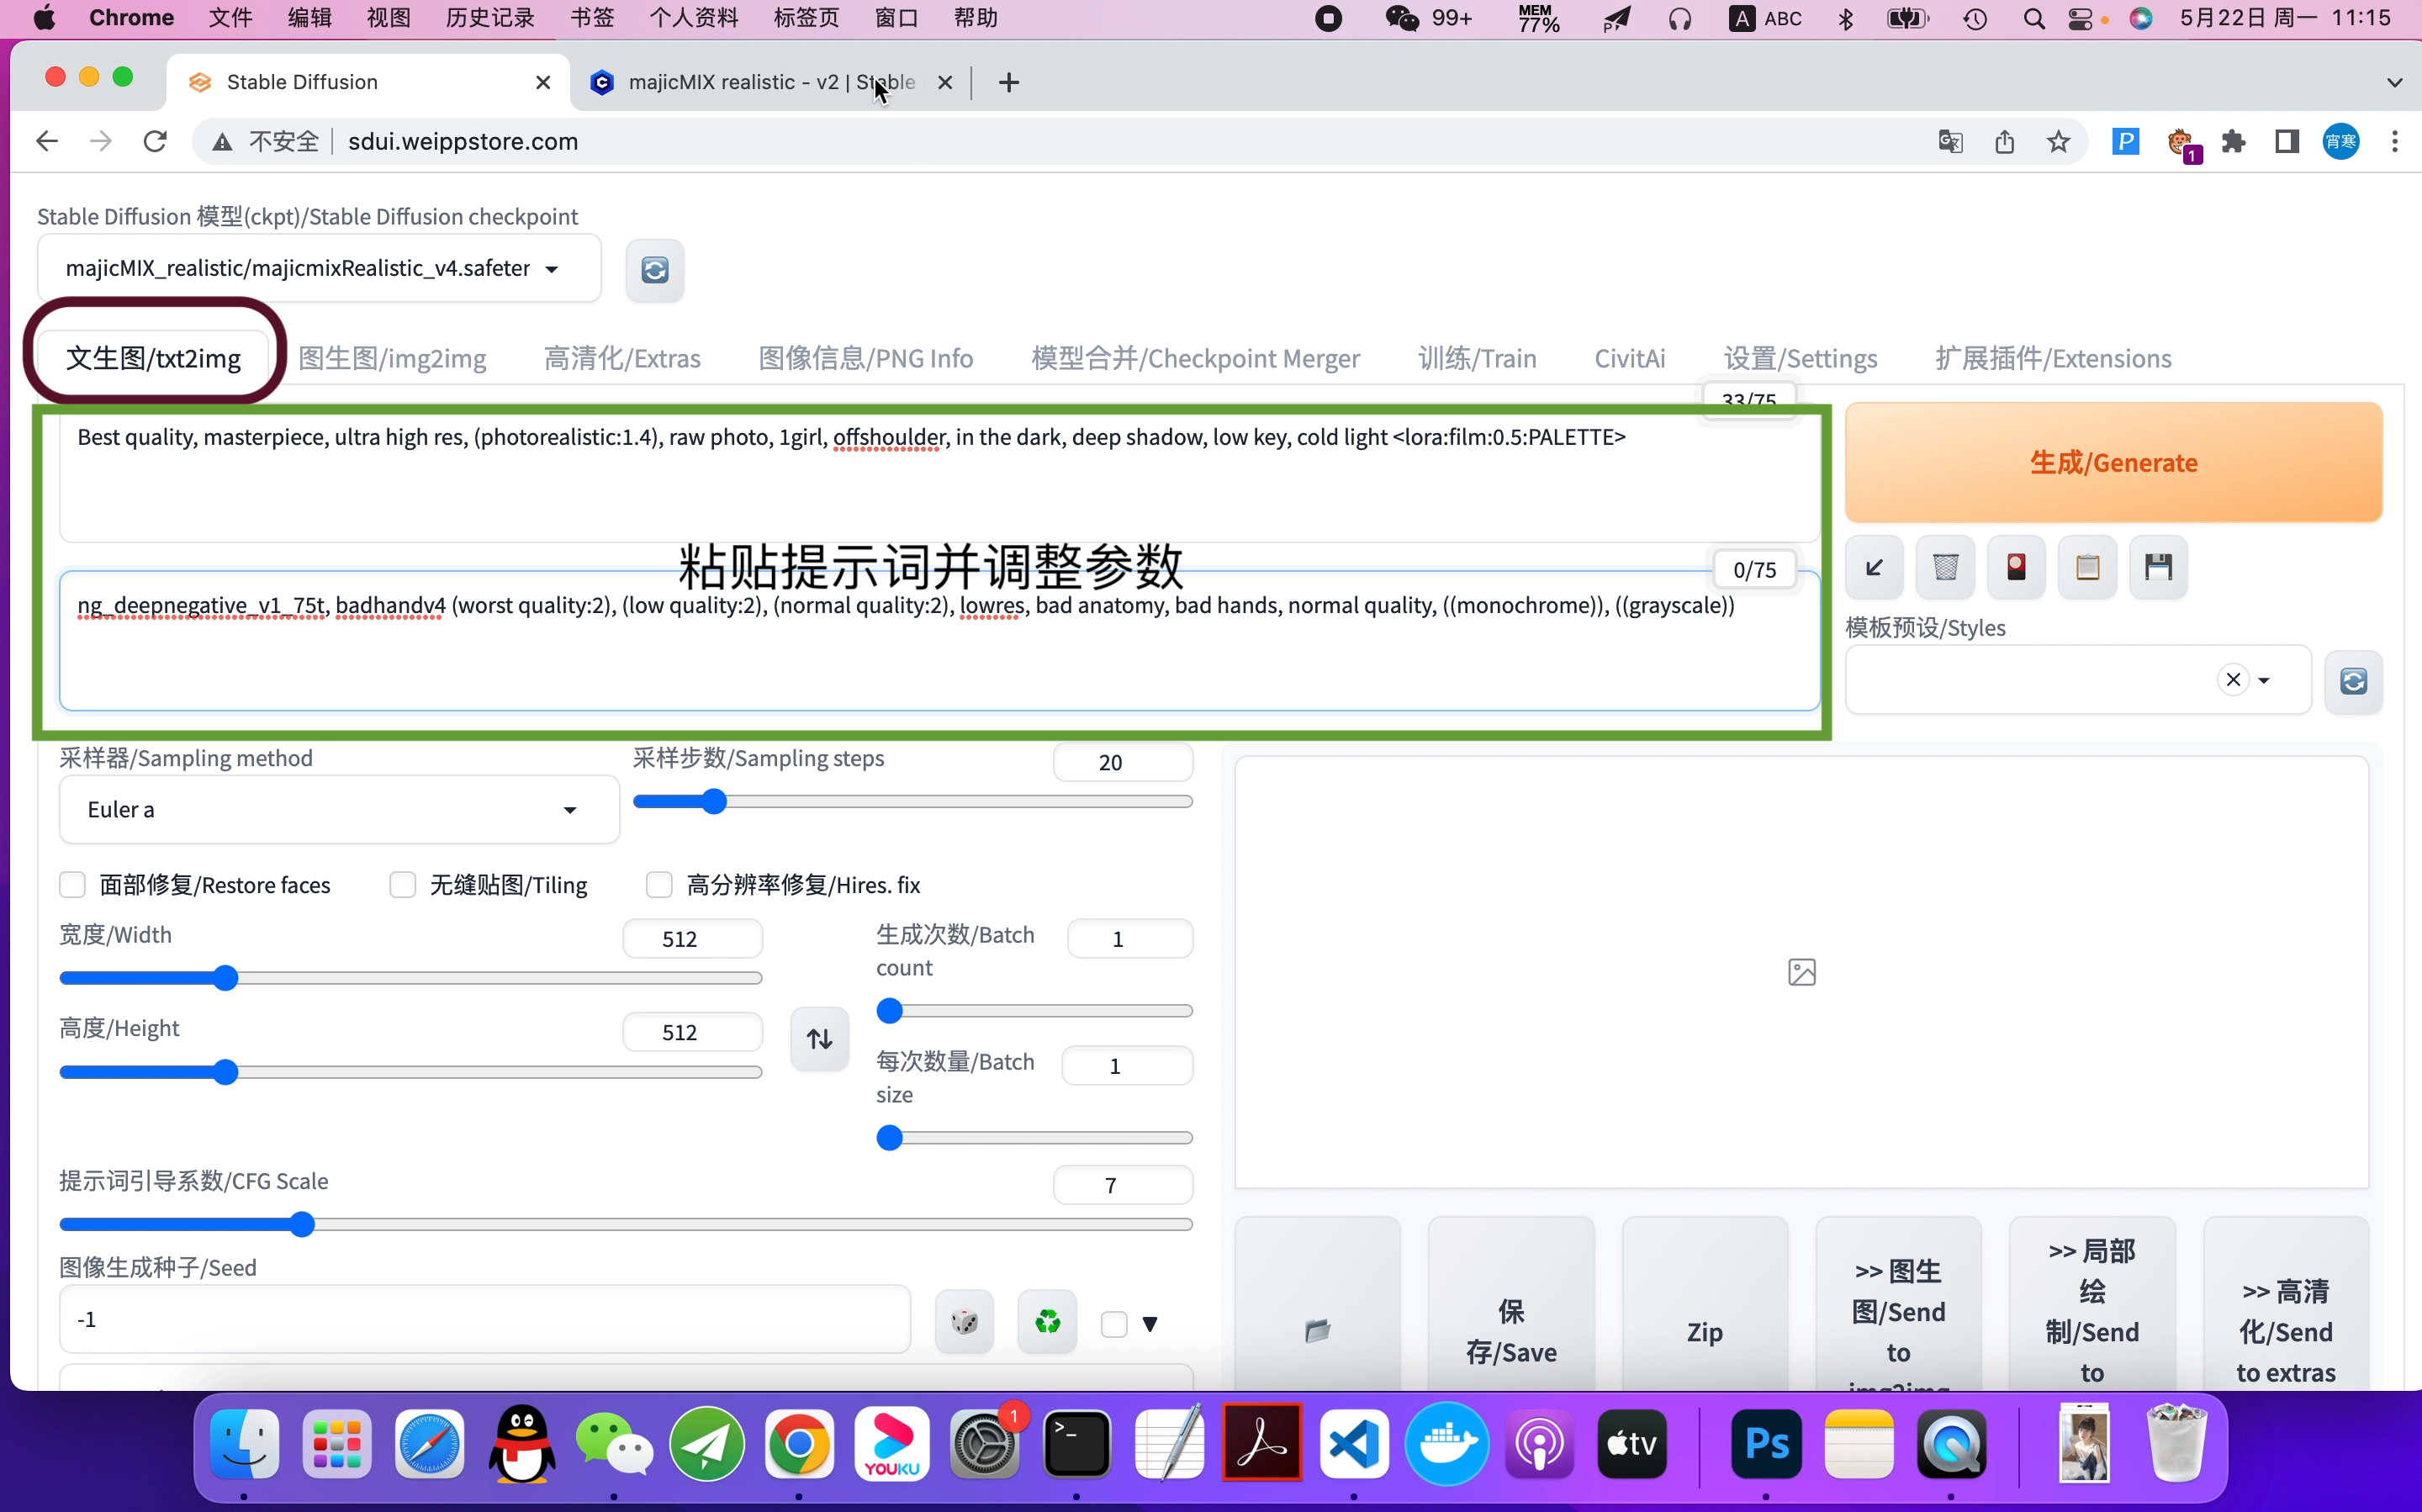 Chrome 文件 编辑 视图 历史记录 书签 个人资料 标签页 窗口 帮助 99+ MEM 77% A ABC 5月22日 周一 11:15
Stable Diffusion majicMIX realistic - v2 | Stable
不安全 sdui.weippstore.com P 1 宵寒
Stable Diffusion 模型(ckpt)/Stable Diffusion checkpoint
majicMIX_realistic/majicmixRealistic_v4.safeter
文生图/txt2img 图生图/img2img 高清化/Extras 图像信息/PNG Info 模型合并/Checkpoint Merger 训练/Train CivitAi 设置/Settings 扩展插件/Extensions
33/75
Best quality, masterpiece, ultra high res, (photorealistic:1.4), raw photo, 1girl, offshoulder, in the dark, deep shadow, low key, cold light <lora:film:0.5:PALETTE>
生成/Generate
粘贴提示词并调整参数
0/75
ng_deepnegative_v1_75t, badhandv4 (worst quality:2), (low quality:2), (normal quality:2), lowres, bad anatomy, bad hands, normal quality, ((monochrome)), ((grayscale))
模板预设/Styles
采样器/Sampling method
Euler a
采样步数/Sampling steps 20
面部修复/Restore faces 无缝贴图/Tiling 高分辨率修复/Hires. fix
宽度/Width 512
高度/Height 512
生成次数/Batch count 1
每次数量/Batch size 1
提示词引导系数/CFG Scale 7
图像生成种子/Seed
-1
保
存/Save
Zip
>> 图生
图/Send
to
img2img
>> 局部
绘
制/Send
to
>> 高清
化/Send
to extras
YOUKU 1 tv Ps